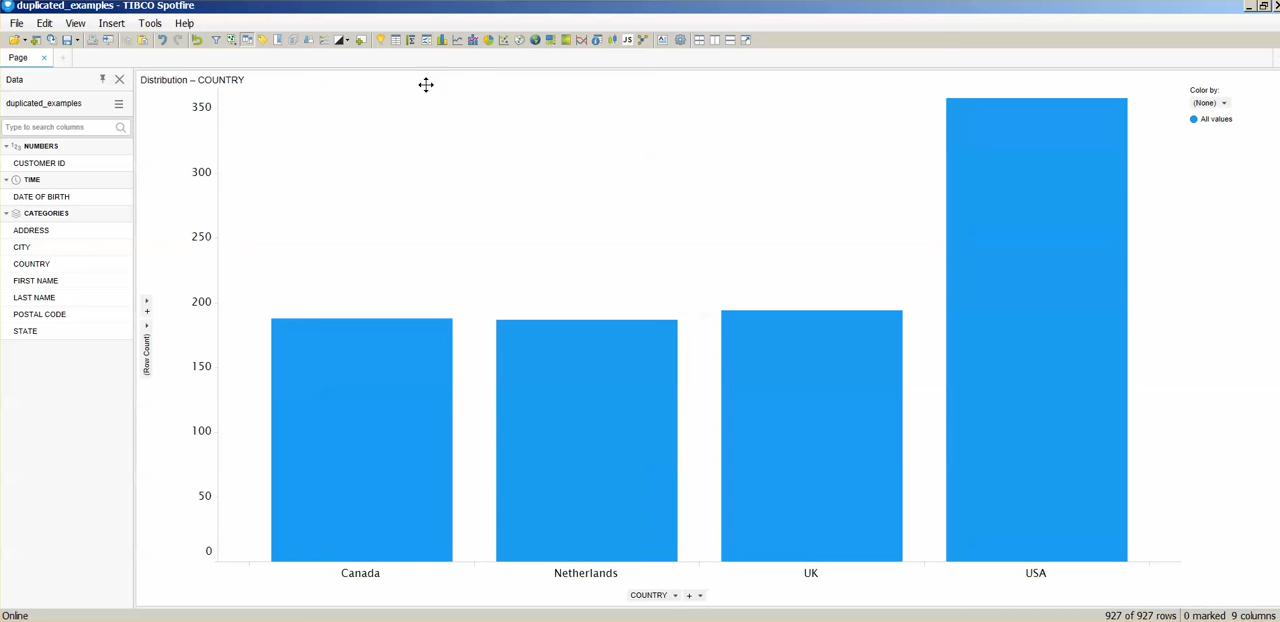 duplicated_examples - TIBCO Spotfire
File Edit View Insert Tools Help
Page
Data
duplicated_examples
Type to search columns
NUMBERS
CUSTOMER ID
TIME
DATE OF BIRTH
CATEGORIES
ADDRESS
CITY
COUNTRY
FIRST NAME
LAST NAME
POSTAL CODE
STATE
Distribution – COUNTRY
350
300
250
200
150
100
50
0
(Row Count)
Canada Netherlands UK USA
COUNTRY
Color by:
(None)
All values
Online
927 of 927 rows 0 marked 9 columns